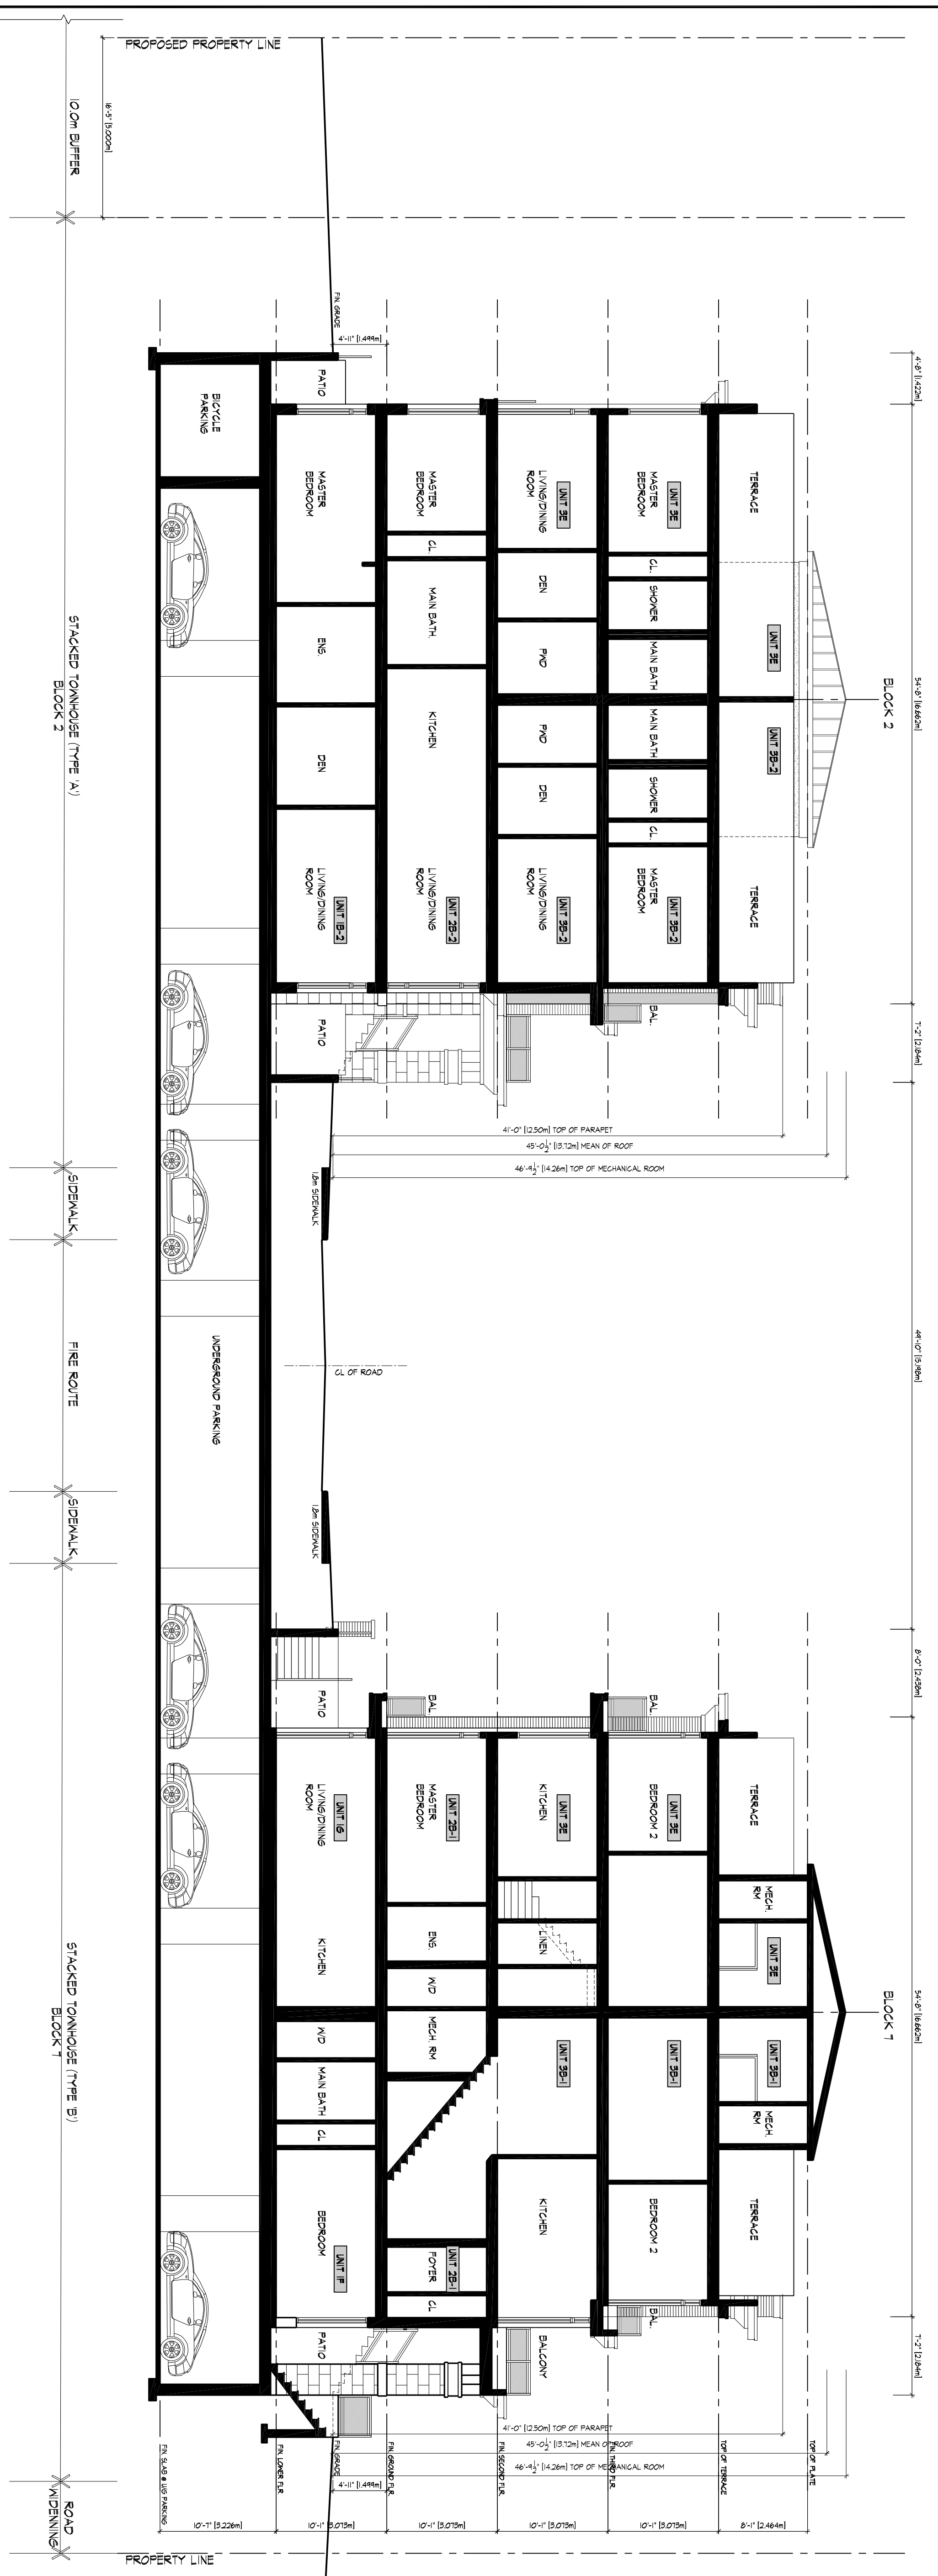 PROPOSED PROPERTY LINE
16'-5" [5.000m]
10.0m BUFFER
STACKED TOWNHOUSE (TYPE 'A')
BLOCK 2
SIDEWALK
FIRE ROUTE
SIDEWALK
STACKED TOWNHOUSE (TYPE 'B')
BLOCK 7
ROAD
WIDENNING
PROPERTY LINE
BLOCK 2
4'-8" [1.422m]
54'-8" [16.662m]
7'-2" [2.184m]
49'-10" [15.198m]
8'-0" [2.438m]
54'-8" [16.662m]
7'-2" [2.184m]
BLOCK 7
TERRACE
UNIT 3E
UNIT 3B-2
TERRACE
UNIT 3E
MASTER
BEDROOM
CL.
SHOWER
MAIN BATH
MAIN BATH
SHOWER
CL.
MASTER
BEDROOM
UNIT 3B-2
BAL.
UNIT 3E
LIVING/DINING
ROOM
DEN
PWD
PWD
DEN
LIVING/DINING
ROOM
UNIT 3B-2
MASTER
BEDROOM
CL.
MAIN BATH
KITCHEN
LIVING/DINING
ROOM
UNIT 2B-2
FIN. GRADE
4'-11" [1.499m]
PATIO
MASTER
BEDROOM
ENS.
DEN
LIVING/DINING
ROOM
UNIT 1B-2
PATIO
BICYCLE
PARKING
UNDERGROUND PARKING
41'-0" [12.50m] TOP OF PARAPET
45'-0½" [13.72m] MEAN OF ROOF
46'-9½" [14.26m] TOP OF MECHANICAL ROOM
1.8m SIDEWALK
CL OF ROAD
1.8m SIDEWALK
TERRACE
MECH.
RM
UNIT 3E
UNIT 3B-1
MECH.
RM
TERRACE
BAL.
BEDROOM 2
UNIT 3E
UNIT 3B-1
BEDROOM 2
BAL.
KITCHEN
UNIT 3E
LINEN
UNIT 3B-1
KITCHEN
BALCONY
BAL.
MASTER
BEDROOM
UNIT 2B-1
ENS.
W/D
MECH. RM
FOYER
UNIT 2B-1
CL
PATIO
LIVING/DINING
ROOM
UNIT 1G
KITCHEN
W/D
MAIN BATH
CL
BEDROOM
UNIT 1F
PATIO
41'-0" [12.50m] TOP OF PARAPET
45'-0½" [13.72m] MEAN OF ROOF
46'-9½" [14.26m] TOP OF MECHANICAL ROOM
TOP OF PLATE
TOP OF TERRACE
FIN. THIRD FLR.
FIN. SECOND FLR.
FIN. GROUND FLR.
FIN. GRADE
FIN. LOWER FLR.
FIN. SLAB @ U/G PARKING
4'-11" [1.499m]
8'-1" [2.464m]
10'-1" [3.073m]
10'-1" [3.073m]
10'-1" [3.073m]
10'-1" [3.073m]
10'-7" [3.226m]